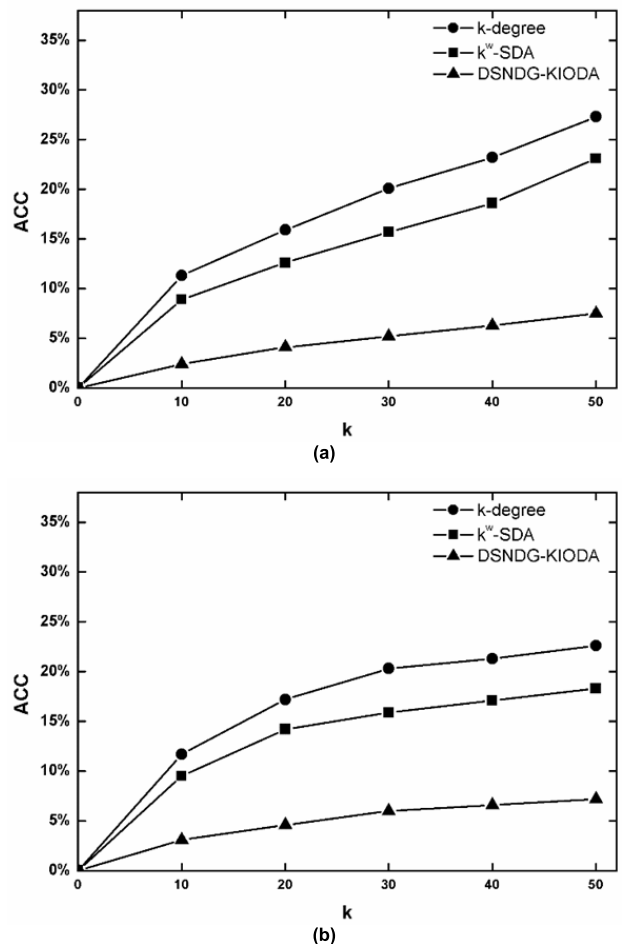 k-degree
k^w-SDA
DSNDG-KIODA
35%
30%
25%
20%
15%
10%
5%
0%
ACC
0 10 20 30 40 50
k
(a)
k-degree
k^w-SDA
DSNDG-KIODA
35%
30%
25%
20%
15%
10%
5%
0%
ACC
0 10 20 30 40 50
k
(b)